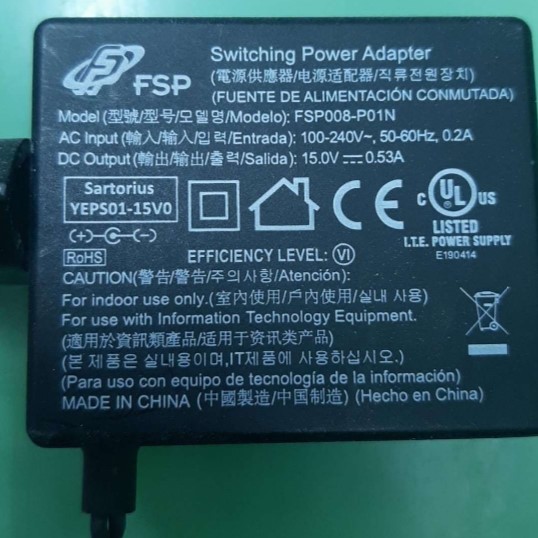 FSP
Switching Power Adapter
(電源供應器/电源适配器/직류전원장치)
(FUENTE DE ALIMENTACIÓN CONMUTADA)
Model (型號/型号/모델명/Modelo): FSP008-P01N
AC Input (輸入/输入/입력/Entrada): 100-240V~, 50-60Hz, 0.2A
DC Output (輸出/输出/출력/Salida): 15.0V ⎓ 0.53A
Sartorius
YEPS01-15V0
RoHS
EFFICIENCY LEVEL: VI
CE
C UL US
LISTED
I.T.E. POWER SUPPLY
E190414
CAUTION(警告/警告/주의사항/Atención):
For indoor use only.(室內使用/户內使用/실내 사용)
For use with Information Technology Equipment.
(適用於資訊類產品/适用于资讯类产品)
(본 제품은 실내용이며,IT제품에 사용하십시오.)
(Para uso con equipo de tecnología de la información)
MADE IN CHINA (中國製造/中国制造) (Hecho en China)